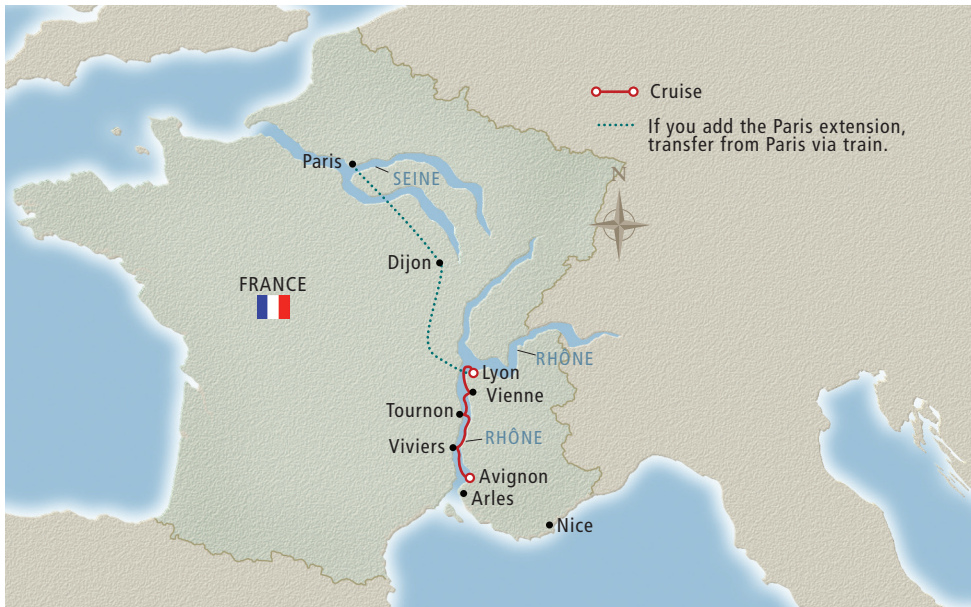 Cruise
If you add the Paris extension,
transfer from Paris via train.
N
Paris
SEINE
Dijon
FRANCE
RHÔNE
Lyon
Vienne
Tournon
RHÔNE
Viviers
Avignon
Arles
Nice